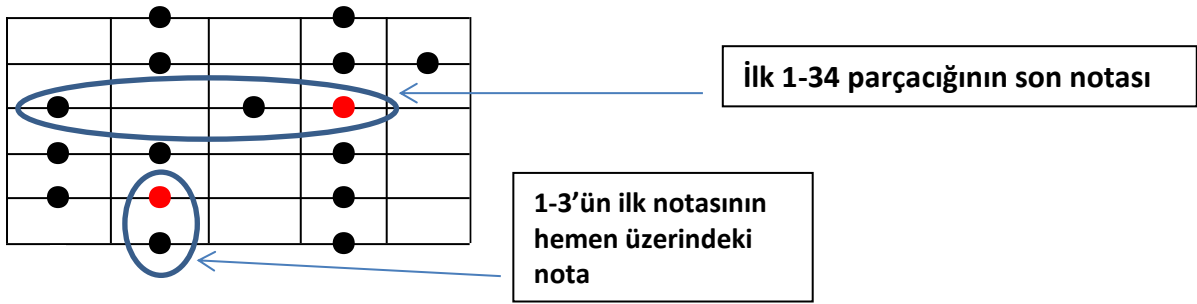 İlk 1-34 parçacığının son notası
1-3’ün ilk notasının
hemen üzerindeki
nota